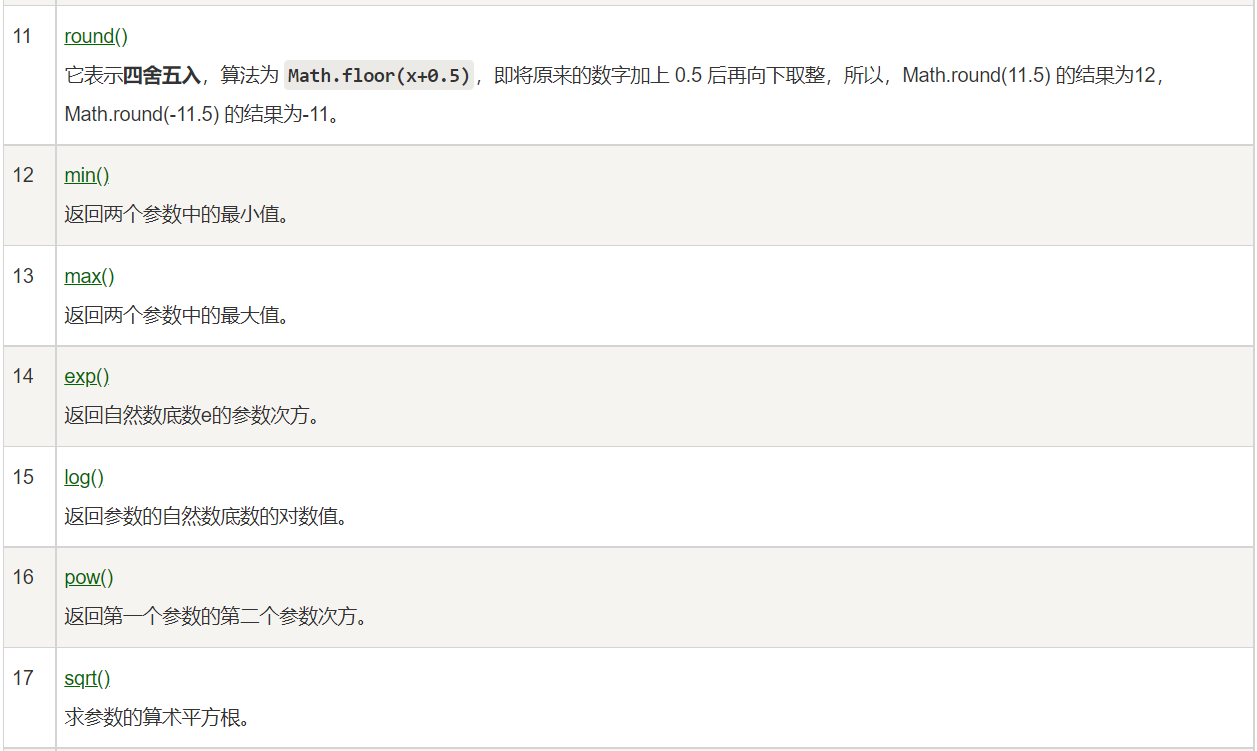 11 round()
它表示四舍五入，算法为 Math.floor(x+0.5)，即将原来的数字加上 0.5 后再向下取整，所以，Math.round(11.5) 的结果为12，
Math.round(-11.5) 的结果为-11。
12 min()
返回两个参数中的最小值。
13 max()
返回两个参数中的最大值。
14 exp()
返回自然数底数e的参数次方。
15 log()
返回参数的自然数底数的对数值。
16 pow()
返回第一个参数的第二个参数次方。
17 sqrt()
求参数的算术平方根。